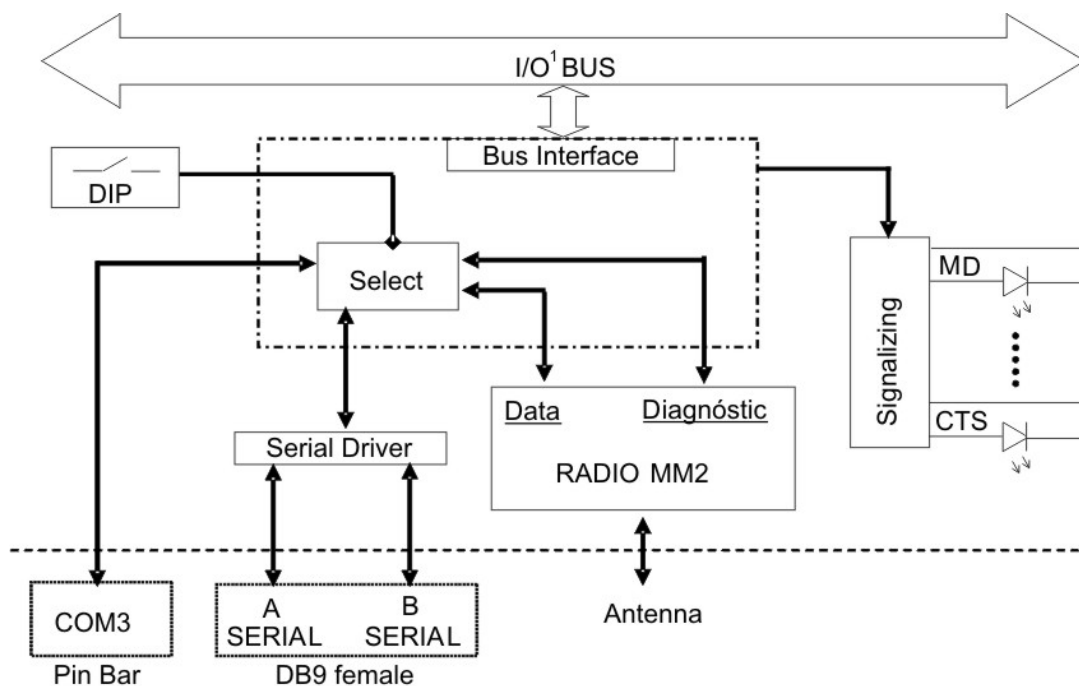 I/O¹ BUS
Bus Interface
DIP
Select
MD
Signalizing
CTS
Data
Diagnóstic
Serial Driver
RADIO MM2
COM3
A
SERIAL
B
SERIAL
Antenna
Pin Bar
DB9 female